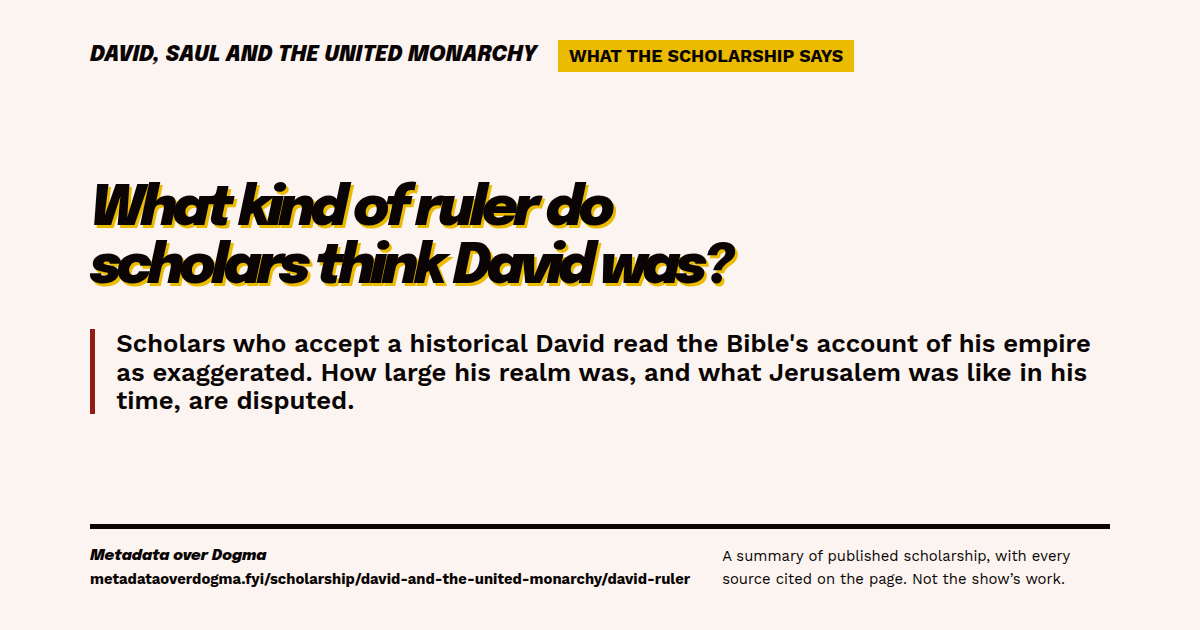 DAVID, SAUL AND THE UNITED MONARCHY
WHAT THE SCHOLARSHIP SAYS
What kind of ruler do
scholars think David was?
Scholars who accept a historical David read the Bible's account of his empire
as exaggerated. How large his realm was, and what Jerusalem was like in his
time, are disputed.
Metadata over Dogma
metadataoverdogma.fyi/scholarship/david-and-the-united-monarchy/david-ruler
A summary of published scholarship, with every
source cited on the page. Not the show’s work.